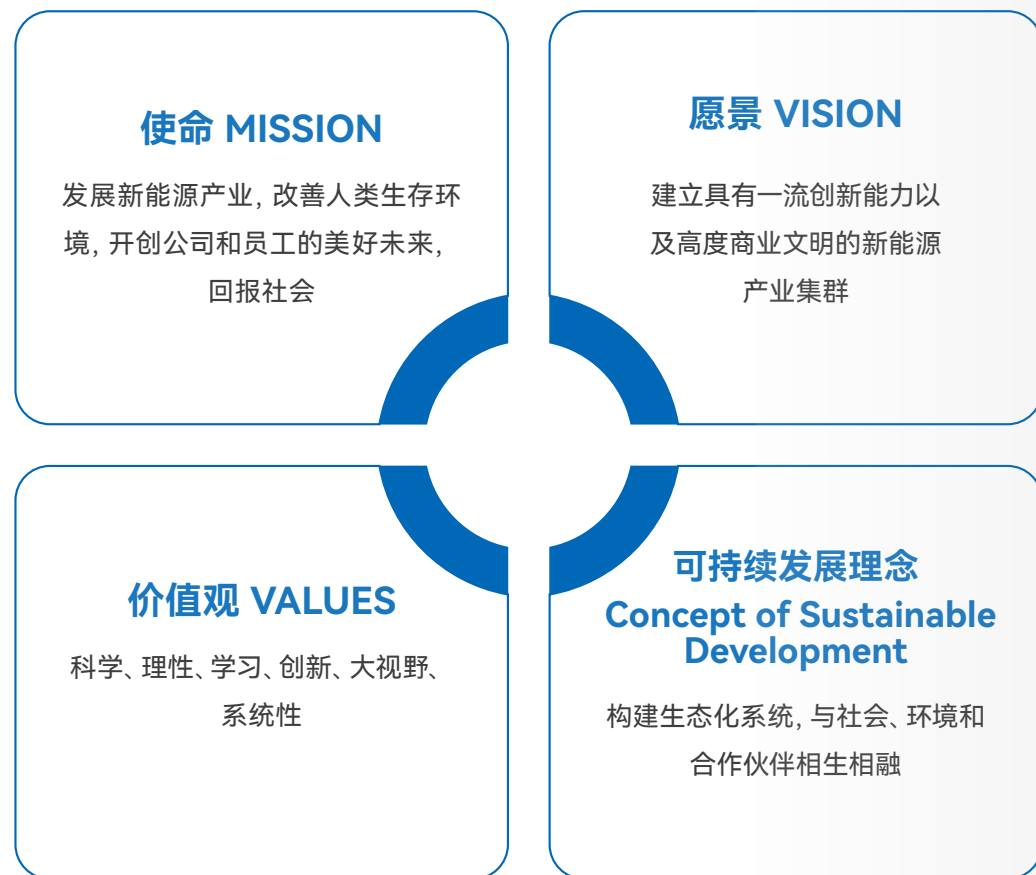 使命 MISSION
发展新能源产业，改善人类生存环
境，开创公司和员工的美好未来，
回报社会
愿景 VISION
建立具有一流创新能力以
及高度商业文明的新能源
产业集群
价值观 VALUES
科学、理性、学习、创新、大视野、
系统性
可持续发展理念
Concept of Sustainable
Development
构建生态化系统，与社会、环境和
合作伙伴相生相融